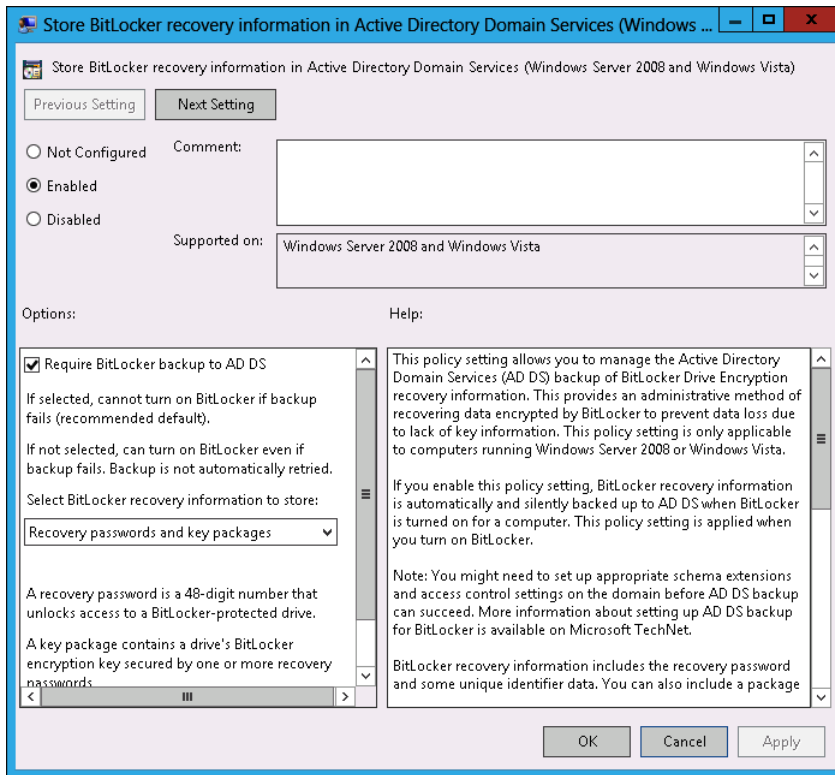 Store BitLocker recovery information in Active Directory Domain Services (Windows ...
Store BitLocker recovery information in Active Directory Domain Services (Windows Server 2008 and Windows Vista)
Previous Setting
Next Setting
Not Configured
Enabled
Disabled
Comment:
Supported on:
Windows Server 2008 and Windows Vista
Options:
Help:
Require BitLocker backup to AD DS
If selected, cannot turn on BitLocker if backup
fails (recommended default).
If not selected, can turn on BitLocker even if
backup fails. Backup is not automatically retried.
Select BitLocker recovery information to store:
Recovery passwords and key packages
A recovery password is a 48-digit number that
unlocks access to a BitLocker-protected drive.
A key package contains a drive's BitLocker
encryption key secured by one or more recovery
passwords
This policy setting allows you to manage the Active Directory
Domain Services (AD DS) backup of BitLocker Drive Encryption
recovery information. This provides an administrative method of
recovering data encrypted by BitLocker to prevent data loss due
to lack of key information. This policy setting is only applicable
to computers running Windows Server 2008 or Windows Vista.
If you enable this policy setting, BitLocker recovery information
is automatically and silently backed up to AD DS when BitLocker
is turned on for a computer. This policy setting is applied when
you turn on BitLocker.
Note: You might need to set up appropriate schema extensions
and access control settings on the domain before AD DS backup
can succeed. More information about setting up AD DS backup
for BitLocker is available on Microsoft TechNet.
BitLocker recovery information includes the recovery password
and some unique identifier data. You can also include a package
OK
Cancel
Apply